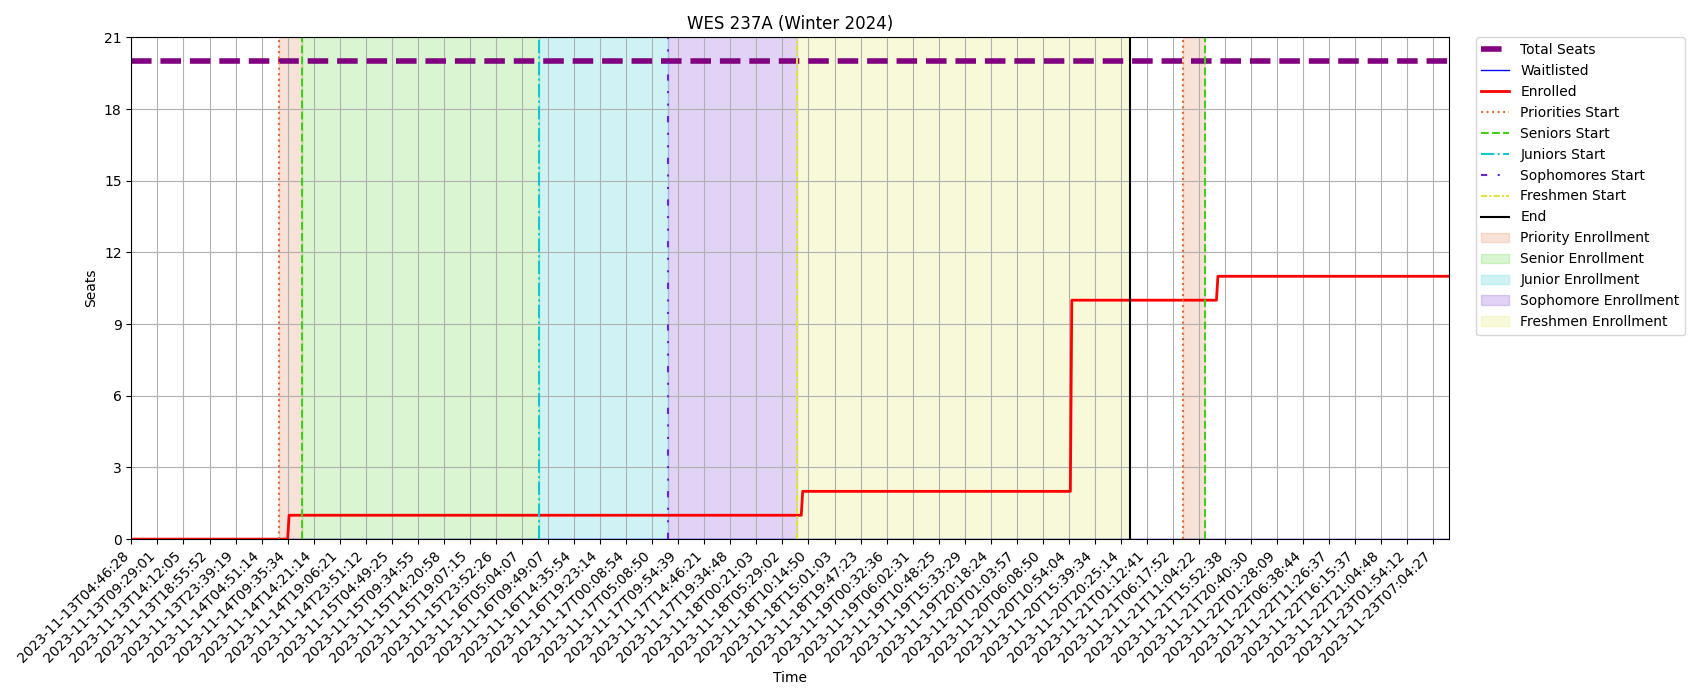 WES 237A (Winter 2024)
21
18
15
12
9
6
3
0
Seats
2023-11-13T04:46:28
2023-11-13T09:29:01
2023-11-13T14:12:05
2023-11-13T18:55:52
2023-11-13T23:39:19
2023-11-14T04:51:14
2023-11-14T09:35:34
2023-11-14T14:21:14
2023-11-14T19:06:21
2023-11-14T23:51:12
2023-11-15T04:49:25
2023-11-15T09:34:55
2023-11-15T14:20:58
2023-11-15T19:07:15
2023-11-15T23:52:26
2023-11-16T05:04:07
2023-11-16T09:49:07
2023-11-16T14:35:54
2023-11-16T19:23:14
2023-11-17T00:08:54
2023-11-17T05:08:50
2023-11-17T09:54:39
2023-11-17T14:46:21
2023-11-17T19:34:48
2023-11-18T00:21:03
2023-11-18T05:29:02
2023-11-18T10:14:50
2023-11-18T15:01:03
2023-11-18T19:47:23
2023-11-19T00:32:36
2023-11-19T06:02:31
2023-11-19T10:48:25
2023-11-19T15:33:29
2023-11-19T20:18:24
2023-11-20T01:03:57
2023-11-20T06:08:50
2023-11-20T10:54:04
2023-11-20T15:39:34
2023-11-20T20:25:14
2023-11-21T01:12:41
2023-11-21T06:17:52
2023-11-21T11:04:22
2023-11-21T15:52:38
2023-11-21T20:40:30
2023-11-22T01:28:09
2023-11-22T06:38:44
2023-11-22T11:26:37
2023-11-22T16:15:37
2023-11-22T21:04:48
2023-11-23T01:54:12
2023-11-23T07:04:27
Time
Total Seats
Waitlisted
Enrolled
Priorities Start
Seniors Start
Juniors Start
Sophomores Start
Freshmen Start
End
Priority Enrollment
Senior Enrollment
Junior Enrollment
Sophomore Enrollment
Freshmen Enrollment